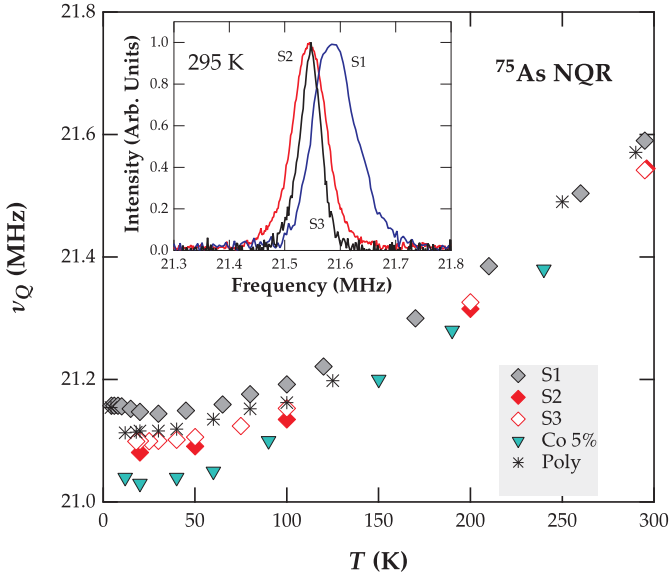 21.8
21.6
21.4
21.2
21.0
νQ (MHz)
0
50
100
150
200
250
300
T (K)
75As NQR
S1
S2
S3
Co 5%
Poly
295 K
S2
S1
S3
1.0
0.8
0.6
0.4
0.2
0.0
Intensity (Arb. Units)
21.3
21.4
21.5
21.6
21.7
21.8
Frequency (MHz)